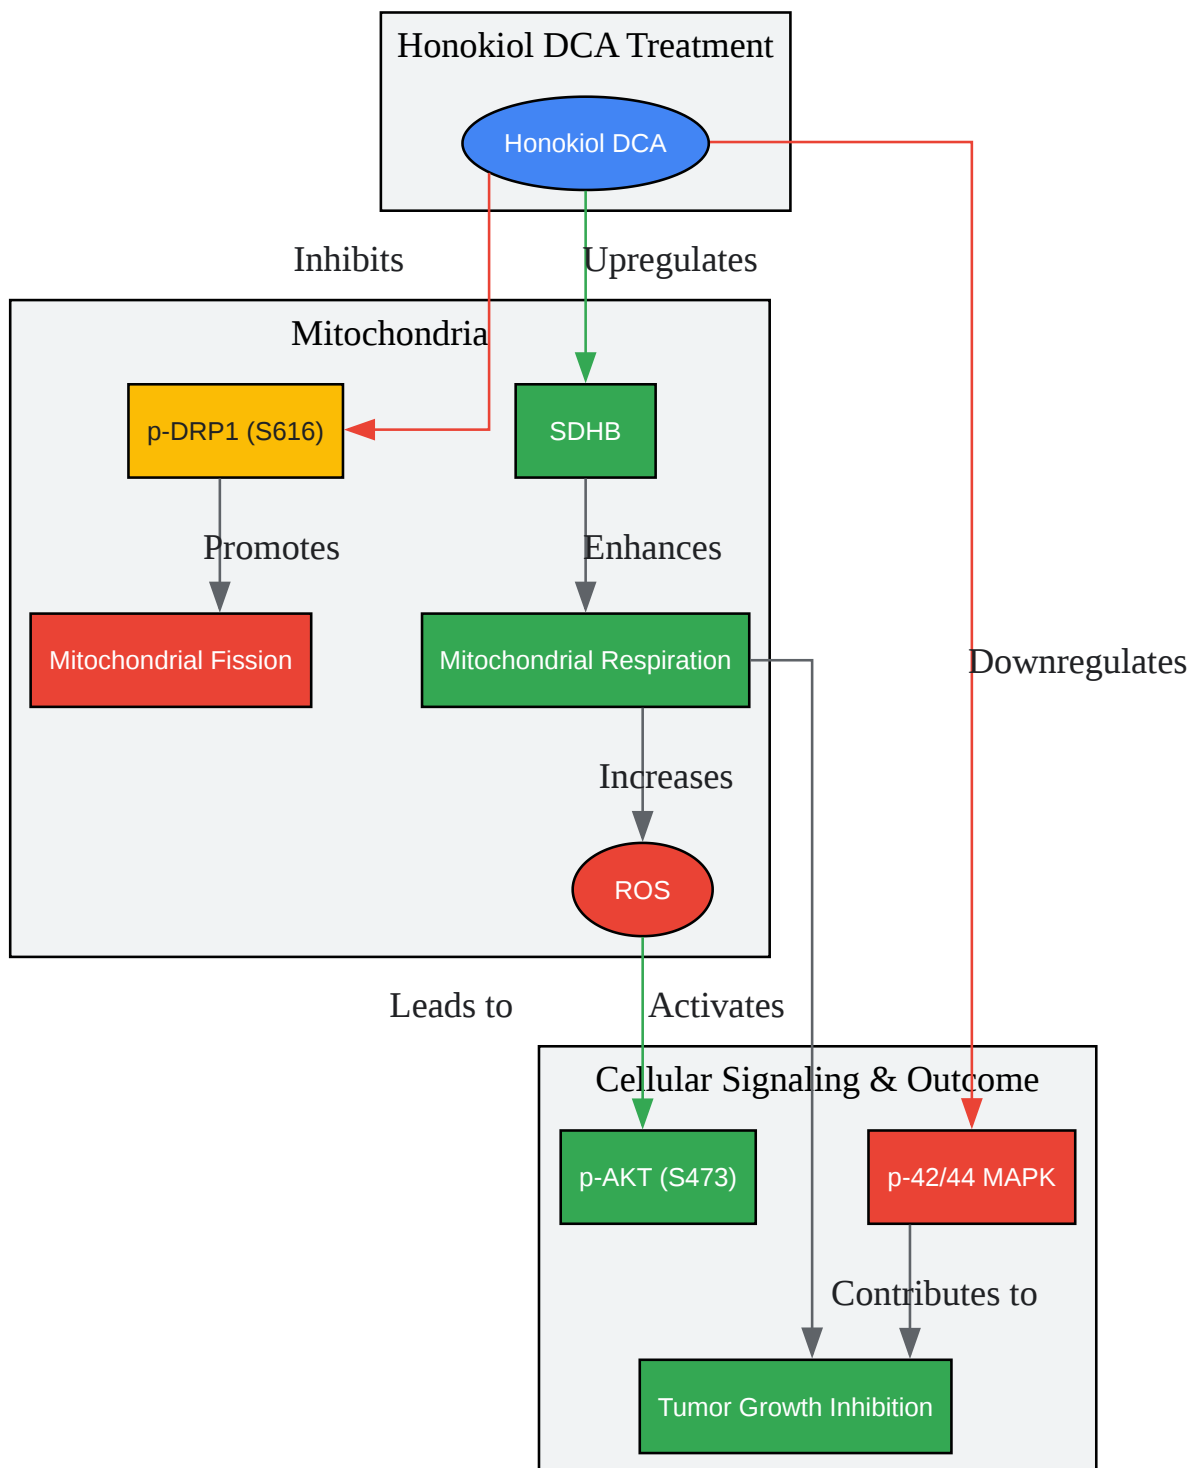 Honokiol DCA Treatment
Honokiol DCA
Inhibits
Upregulates
Mitochondria
p-DRP1 (S616)
SDHB
Promotes
Enhances
Mitochondrial Fission
Mitochondrial Respiration
Downregulates
Increases
ROS
Leads to
Activates
Cellular Signaling & Outcome
p-AKT (S473)
p-42/44 MAPK
Contributes to
Tumor Growth Inhibition